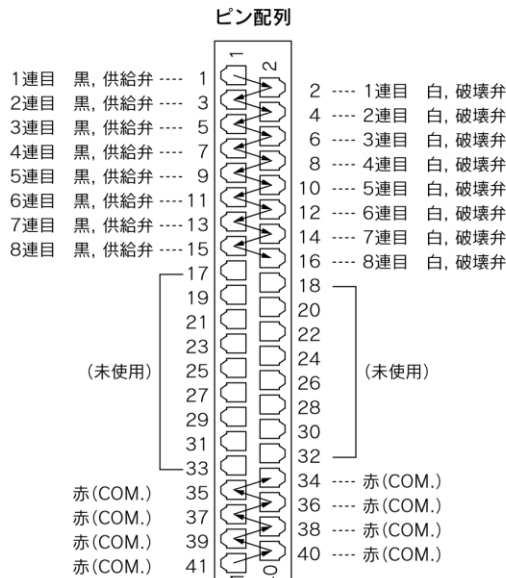 ピン配列
1
2
1連目 黒, 供給弁 ---- 1
2連目 黒, 供給弁 ---- 3
3連目 黒, 供給弁 ---- 5
4連目 黒, 供給弁 ---- 7
5連目 黒, 供給弁 ---- 9
6連目 黒, 供給弁 ---- 11
7連目 黒, 供給弁 ---- 13
8連目 黒, 供給弁 ---- 15
17
19
21
23
(未使用) 25
27
29
31
33
赤(COM.) 35
赤(COM.) 37
赤(COM.) 39
赤(COM.) 41
2 ---- 1連目 白, 破壊弁
4 ---- 2連目 白, 破壊弁
6 ---- 3連目 白, 破壊弁
8 ---- 4連目 白, 破壊弁
10 ---- 5連目 白, 破壊弁
12 ---- 6連目 白, 破壊弁
14 ---- 7連目 白, 破壊弁
16 ---- 8連目 白, 破壊弁
18
20
22
24
26 (未使用)
28
30
32
34 ---- 赤(COM.)
36 ---- 赤(COM.)
38 ---- 赤(COM.)
40 ---- 赤(COM.)